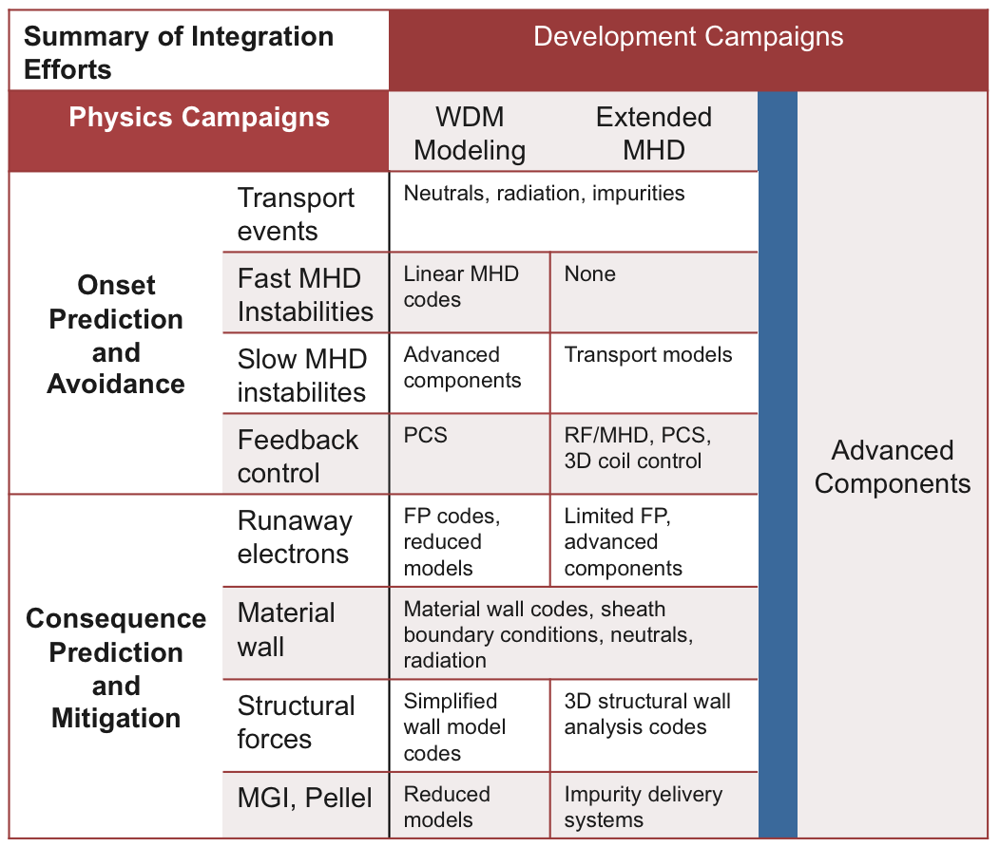 Summary of Integration
Efforts
Development Campaigns
Physics Campaigns
WDM
Modeling
Extended
MHD
Advanced
Components
Onset
Prediction
and
Avoidance
Transport
events
Neutrals, radiation, impurities
Fast MHD
Instabilities
Linear MHD
codes
None
Slow MHD
instabilites
Advanced
components
Transport models
Feedback
control
PCS
RF/MHD, PCS,
3D coil control
Consequence
Prediction
and
Mitigation
Runaway
electrons
FP codes,
reduced
models
Limited FP,
advanced
components
Material
wall
Material wall codes, sheath
boundary conditions, neutrals,
radiation
Structural
forces
Simplified
wall model
codes
3D structural wall
analysis codes
MGI, Pellel
Reduced
models
Impurity delivery
systems